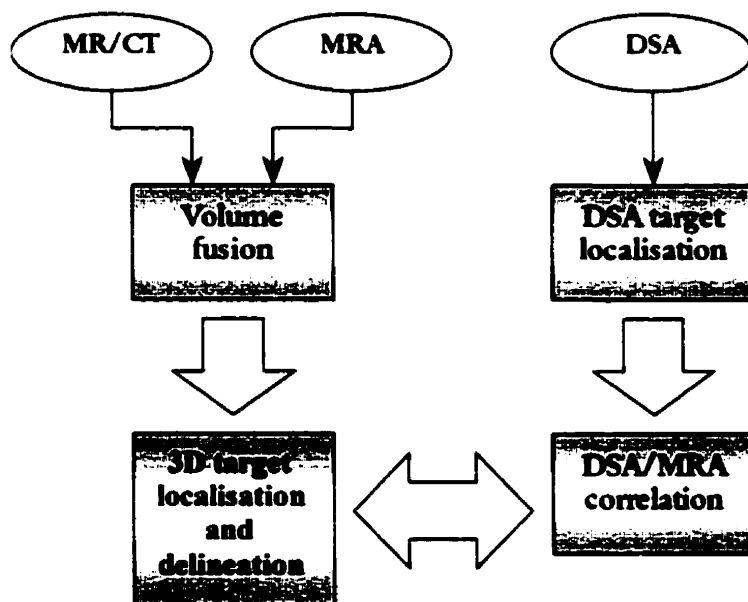 MR/CT
MRA
DSA
Volume
fusion
DSA target
localisation
3D target
localisation
and
delineation
DSA/MRA
correlation